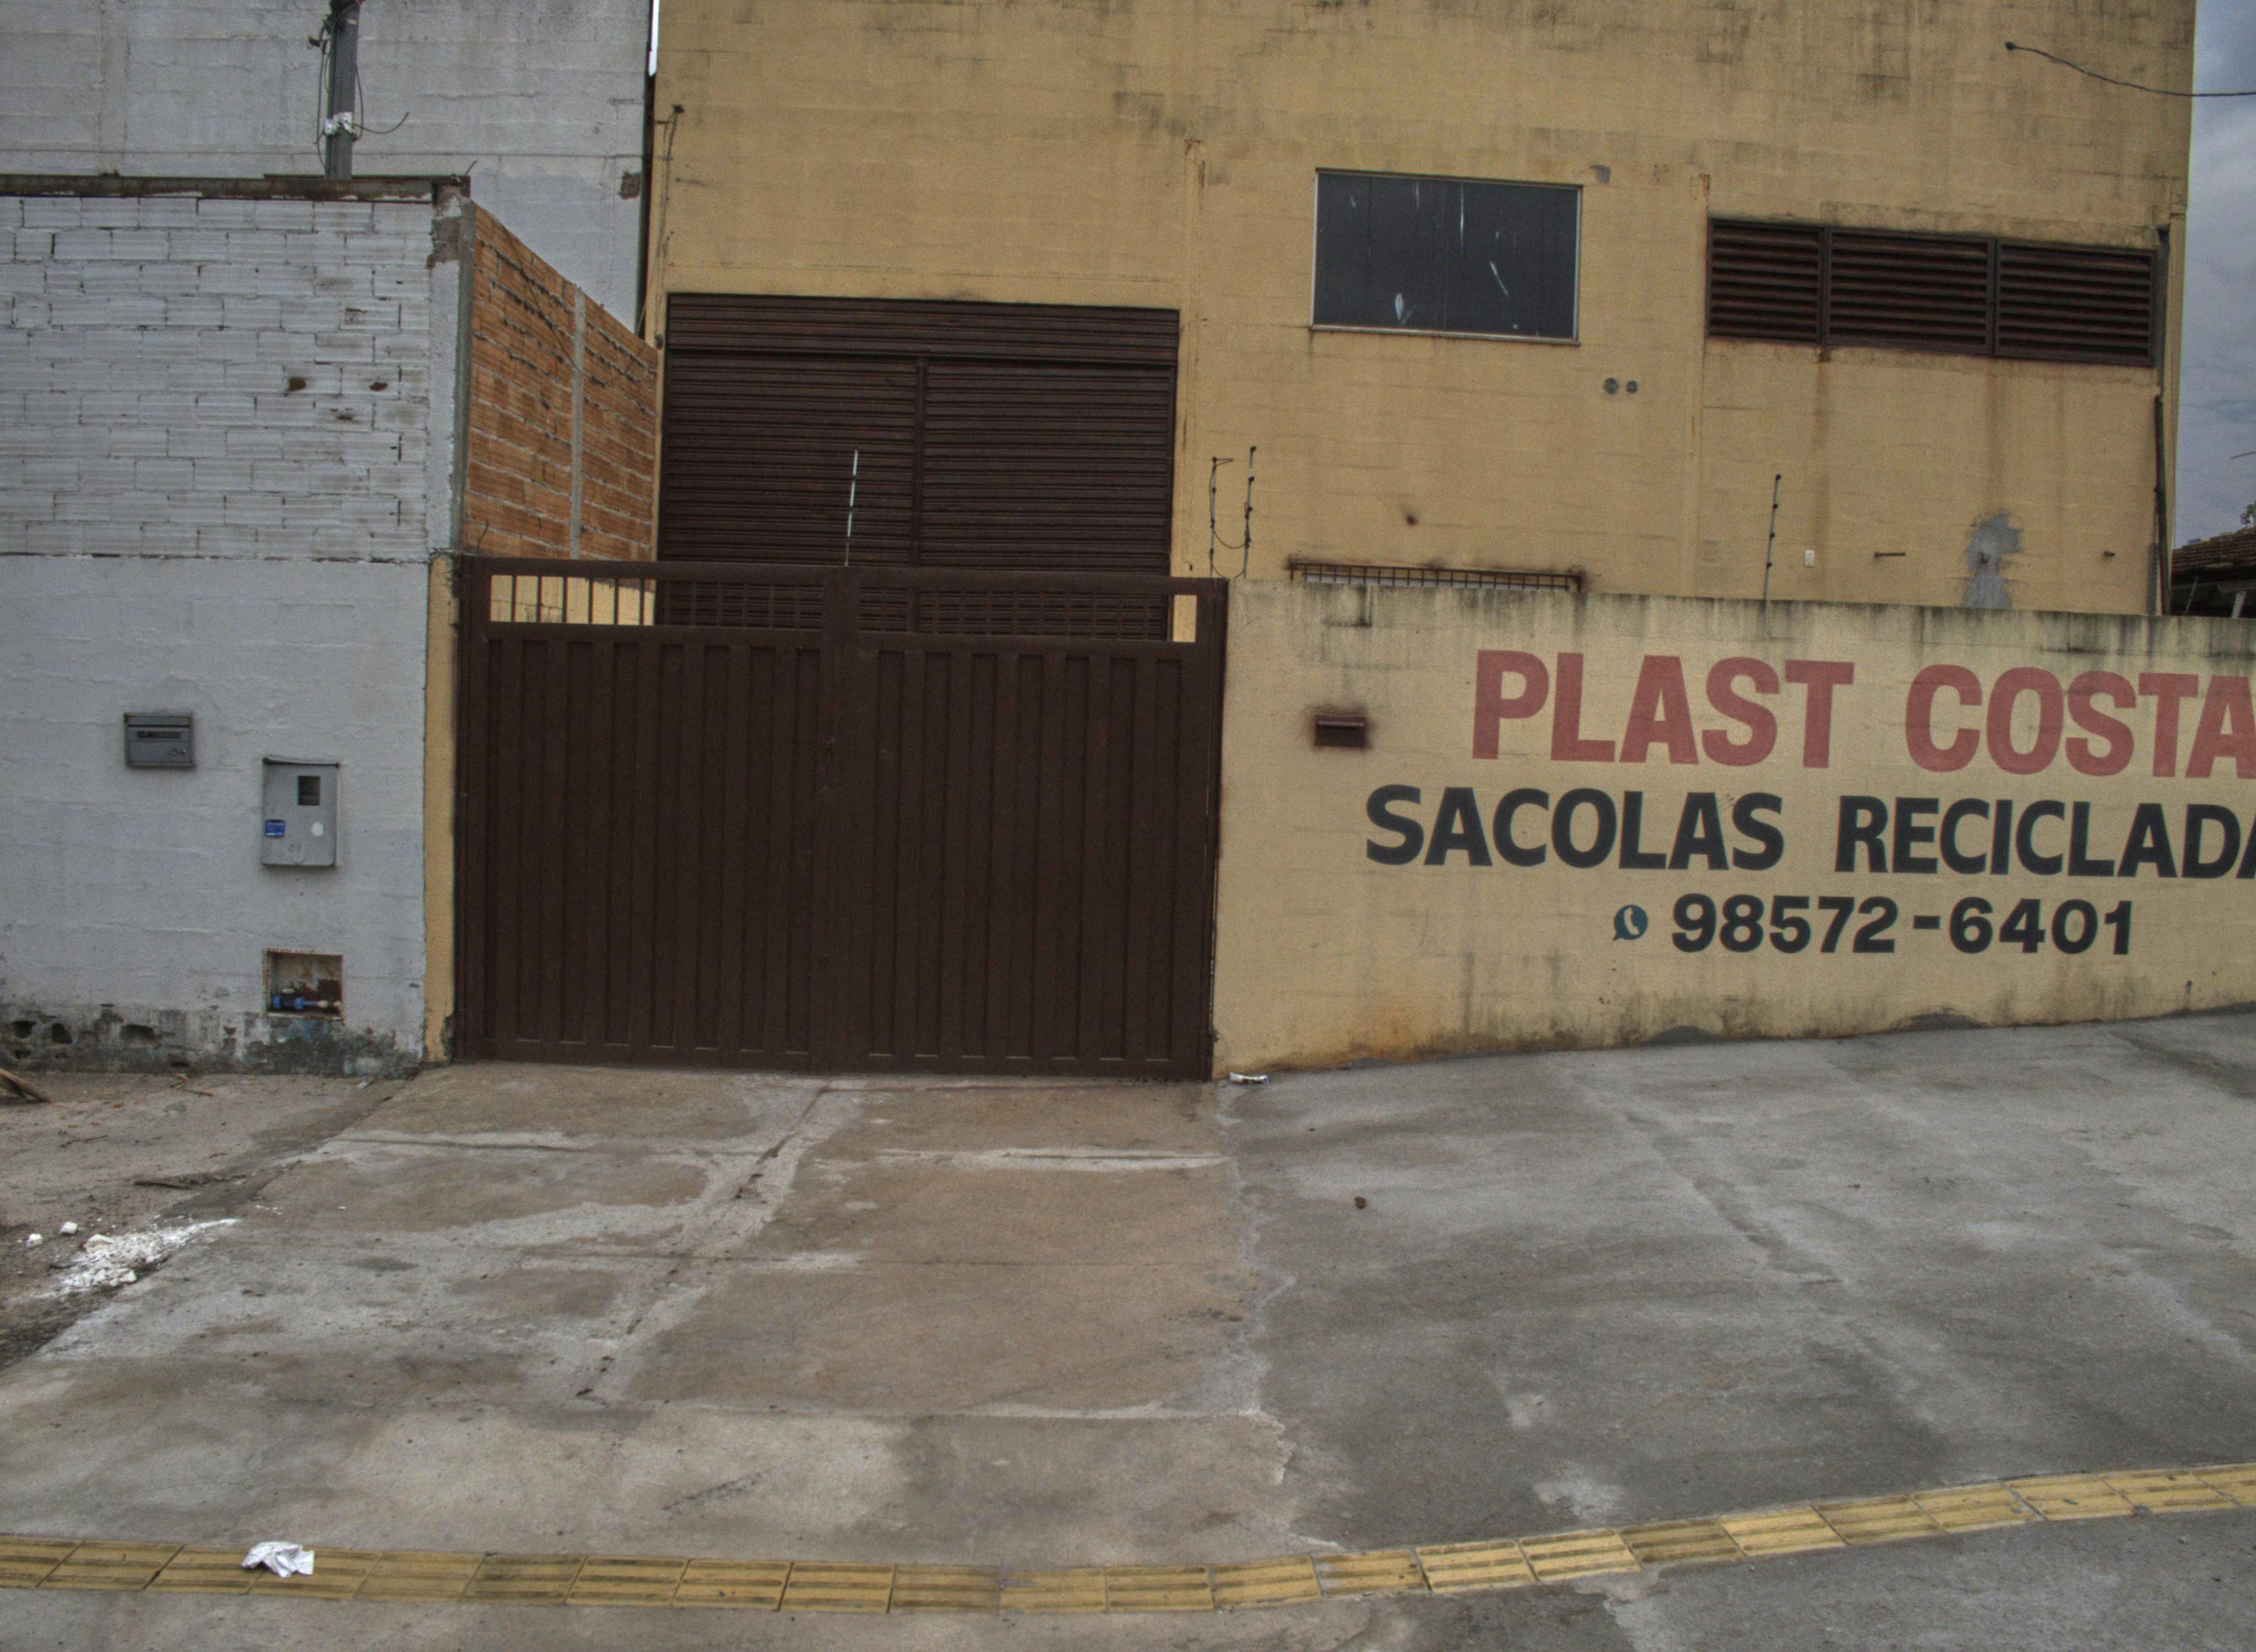 PLAST COSTA
SACOLAS RECICLADA
98572-6401